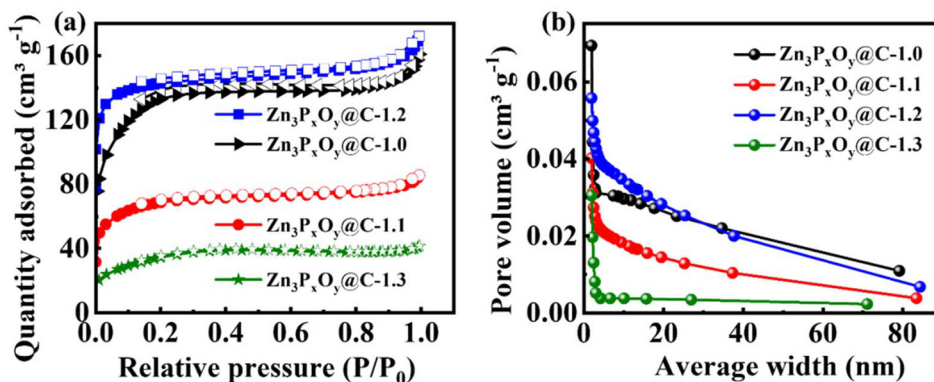 (a)
Quantity adsorbed (cm³ g⁻¹)
160
120
80
40
0
Zn₃PₓOᵧ@C-1.2
Zn₃PₓOᵧ@C-1.0
Zn₃PₓOᵧ@C-1.1
Zn₃PₓOᵧ@C-1.3
0.0 0.2 0.4 0.6 0.8 1.0
Relative pressure (P/P₀)
(b)
Pore volume (cm³ g⁻¹)
0.06
0.04
0.02
0.00
Zn₃PₓOᵧ@C-1.0
Zn₃PₓOᵧ@C-1.1
Zn₃PₓOᵧ@C-1.2
Zn₃PₓOᵧ@C-1.3
0 20 40 60 80
Average width (nm)